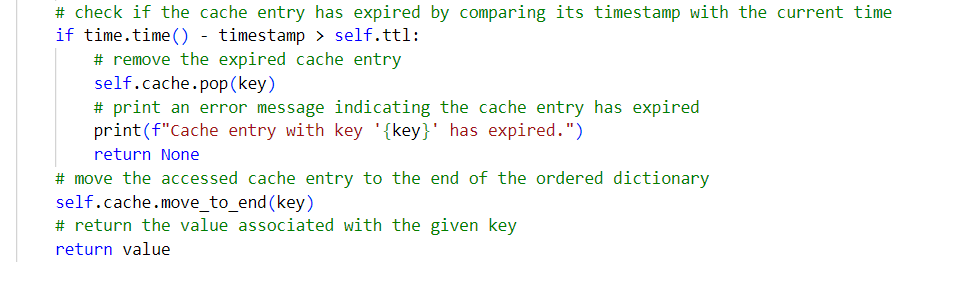 # check if the cache entry has expired by comparing its timestamp with the current time
if time.time() - timestamp > self.ttl:
    # remove the expired cache entry
    self.cache.pop(key)
    # print an error message indicating the cache entry has expired
    print(f"Cache entry with key '{key}' has expired.")
    return None
# move the accessed cache entry to the end of the ordered dictionary
self.cache.move_to_end(key)
# return the value associated with the given key
return value